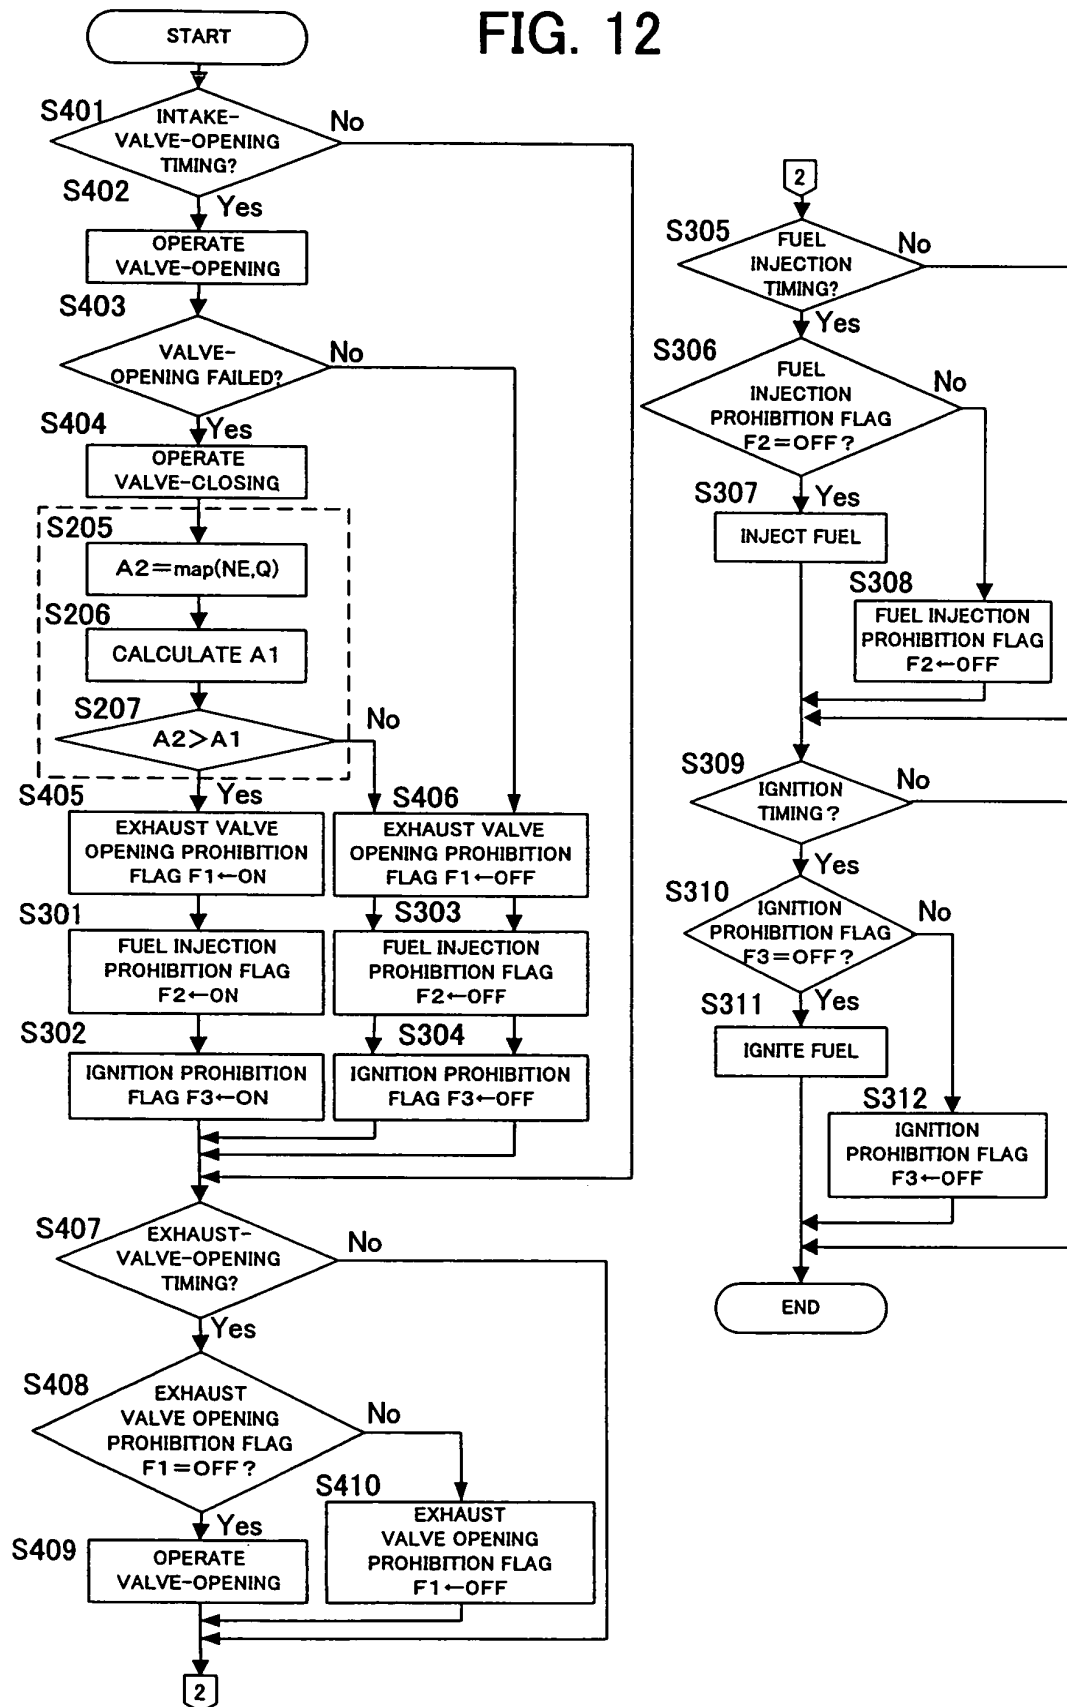 FIG. 12
START
S401
INTAKE-
VALVE-OPENING
TIMING?
No
S402
Yes
OPERATE
VALVE-OPENING
S403
VALVE-
OPENING FAILED?
No
S404
Yes
OPERATE
VALVE-CLOSING
S205
A2=map(NE,Q)
S206
CALCULATE A1
S207
A2>A1
No
S405
Yes
EXHAUST VALVE
OPENING PROHIBITION
FLAG F1←ON
S406
EXHAUST VALVE
OPENING PROHIBITION
FLAG F1←OFF
S301
FUEL INJECTION
PROHIBITION FLAG
F2←ON
S303
FUEL INJECTION
PROHIBITION FLAG
F2←OFF
S302
IGNITION PROHIBITION
FLAG F3←ON
S304
IGNITION PROHIBITION
FLAG F3←OFF
S407
EXHAUST-
VALVE-OPENING
TIMING?
No
Yes
S408
EXHAUST
VALVE OPENING
PROHIBITION FLAG
F1=OFF?
No
Yes
S409
OPERATE
VALVE-OPENING
S410
EXHAUST
VALVE OPENING
PROHIBITION FLAG
F1←OFF
2
2
S305
FUEL
INJECTION
TIMING?
No
Yes
S306
FUEL
INJECTION
PROHIBITION FLAG
F2=OFF?
No
Yes
S307
INJECT FUEL
S308
FUEL INJECTION
PROHIBITION FLAG
F2←OFF
S309
IGNITION
TIMING?
No
Yes
S310
IGNITION
PROHIBITION FLAG
F3=OFF?
No
Yes
S311
IGNITE FUEL
S312
IGNITION
PROHIBITION FLAG
F3←OFF
END